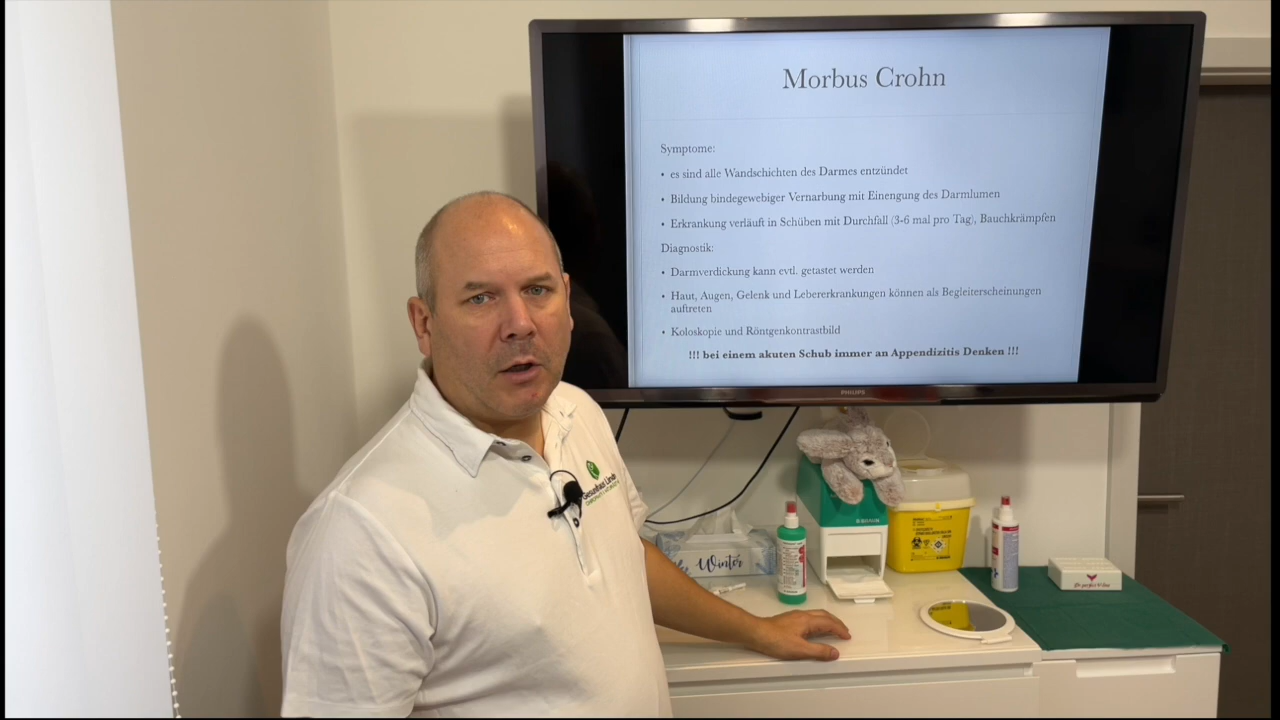 Morbus Crohn
Symptome:
• es sind alle Wandschichten des Darmes entzündet
• Bildung bindegewebiger Vernarbung mit Einengung des Darmlumen
• Erkrankung verläuft in Schüben mit Durchfall (3-6 mal pro Tag), Bauchkrämpfen
Diagnostik:
• Darmverdickung kann evtl. getastet werden
• Haut, Augen, Gelenk und Lebererkrankungen können als Begleiterscheinungen
auftreten
• Koloskopie und Röntgenkontrastbild
!!! bei einem akuten Schub immer an Appendizitis Denken !!!
PHILIPS
B|BRAUN
Winter